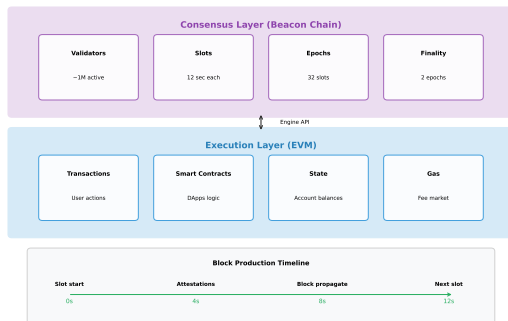 Consensus Layer (Beacon Chain)
Validators
~1M active
Slots
12 sec each
Epochs
32 slots
Finality
2 epochs
Engine API
Execution Layer (EVM)
Transactions
User actions
Smart Contracts
DApps logic
State
Account balances
Gas
Fee market
Block Production Timeline
Slot start
Attestations
Block propagate
Next slot
0s
4s
8s
12s